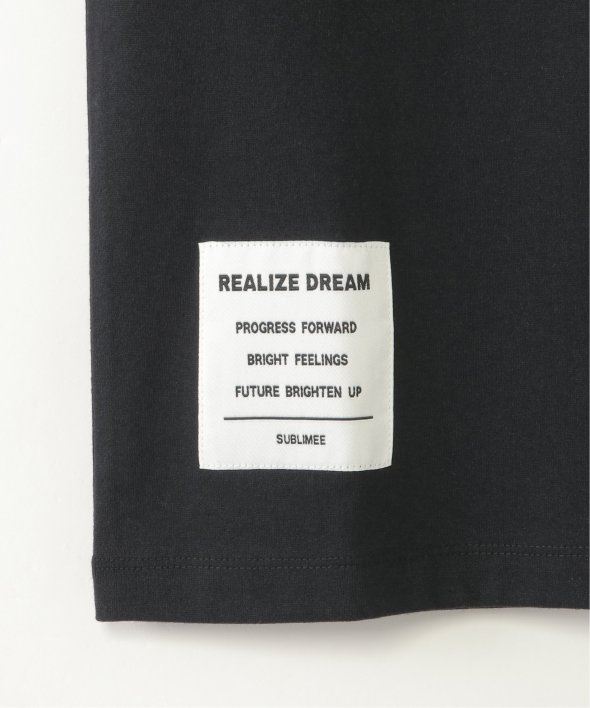 REALIZE DREAM
PROGRESS FORWARD
BRIGHT FEELINGS
FUTURE BRIGHTEN UP
SUBLIMEE